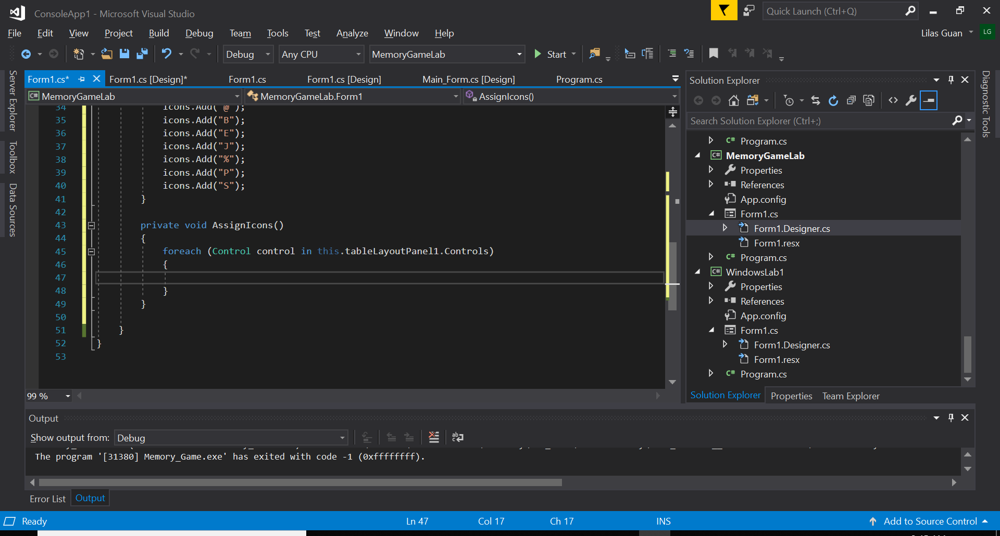 ConsoleApp1 - Microsoft Visual Studio
Quick Launch (Ctrl+Q)
File Edit View Project Build Debug Team Tools Test Analyze Window Help
Lilas Guan LG
Debug Any CPU MemoryGameLab Start
Server Explorer
Toolbox
Data Sources
Form1.cs* Form1.cs [Design]* Form1.cs Form1.cs [Design] Main_Form.cs [Design] Program.cs
C# MemoryGameLab MemoryGameLab.Form1 AssignIcons()
34 icons.Add("@");
35 icons.Add("B");
36 icons.Add("E");
37 icons.Add("J");
38 icons.Add("%");
39 icons.Add("P");
40 icons.Add("S");
41 }
42
43 private void AssignIcons()
44 {
45 foreach (Control control in this.tableLayoutPanel1.Controls)
46 {
47
48 }
49 }
50
51 }
52 }
53
99 %
Solution Explorer
Search Solution Explorer (Ctrl+;)
C# Program.cs
C# MemoryGameLab
Properties
References
App.config
Form1.cs
Form1.Designer.cs
Form1.resx
C# Program.cs
C# WindowsLab1
Properties
References
App.config
Form1.cs
Form1.Designer.cs
Form1.resx
C# Program.cs
Solution Explorer Properties Team Explorer
Diagnostic Tools
Output
Show output from: Debug
The program '[31380] Memory_Game.exe' has exited with code -1 (0xffffffff).
Error List Output
Ready Ln 47 Col 17 Ch 17 INS Add to Source Control